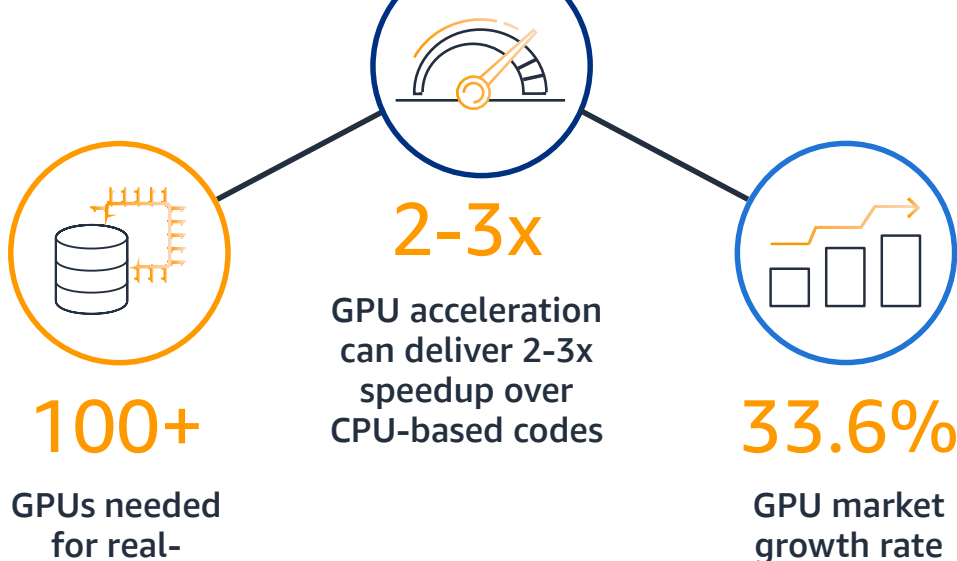 2-3x
GPU acceleration
can deliver 2-3x
speedup over
CPU-based codes
100+
GPUs needed
for real-
33.6%
GPU market
growth rate